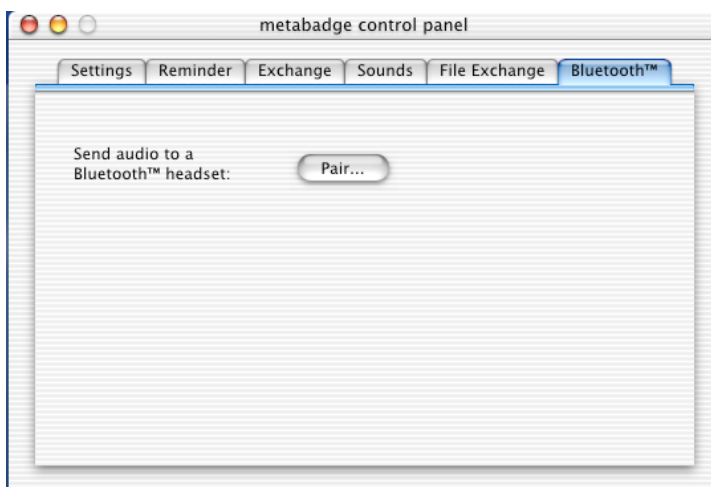 metabadge control panel
Settings Reminder Exchange Sounds File Exchange Bluetooth™
Send audio to a
Bluetooth™ headset:
Pair...